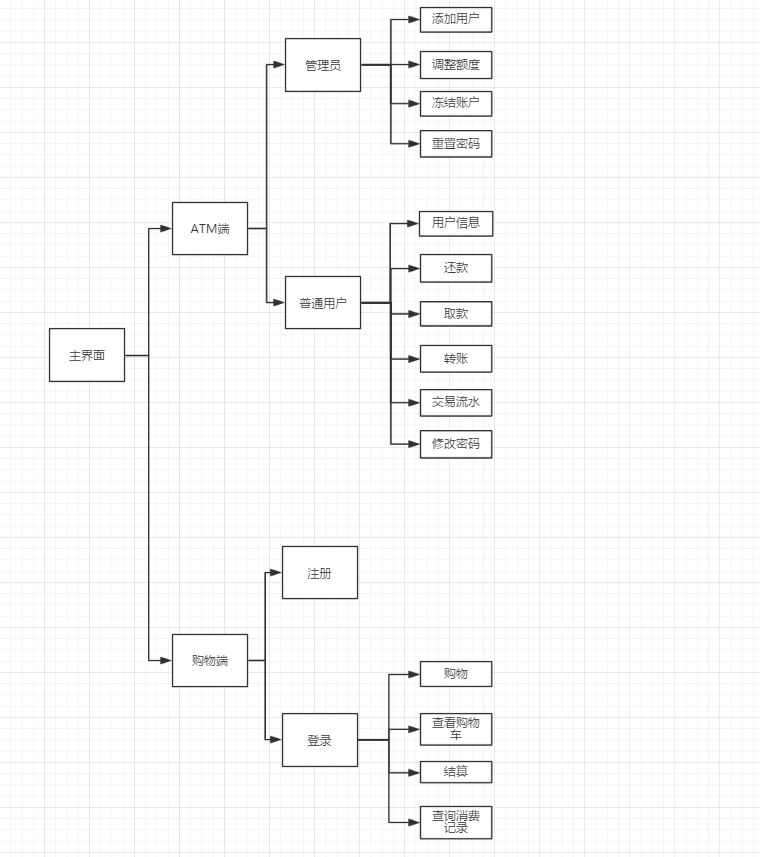 添加用户
管理员
调整额度
冻结账户
重置密码
ATM端
用户信息
还款
普通用户
取款
主界面
转账
交易流水
修改密码
注册
购物端
购物
登录
查看购物
车
结算
查询消费
记录